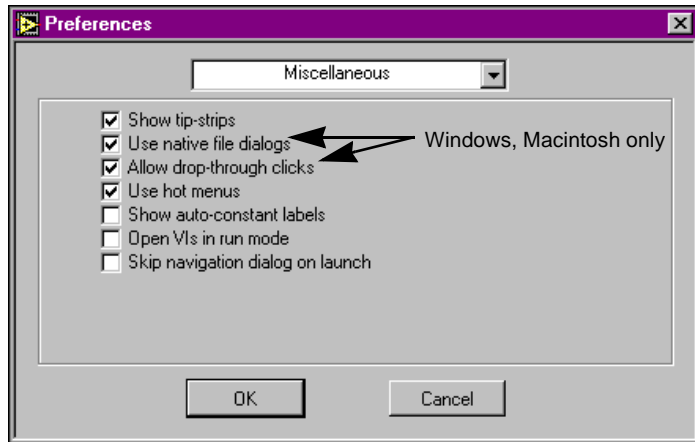 Preferences
Miscellaneous
Show tip-strips
Use native file dialogs
Windows, Macintosh only
Allow drop-through clicks
Use hot menus
Show auto-constant labels
Open VIs in run mode
Skip navigation dialog on launch
OK
Cancel